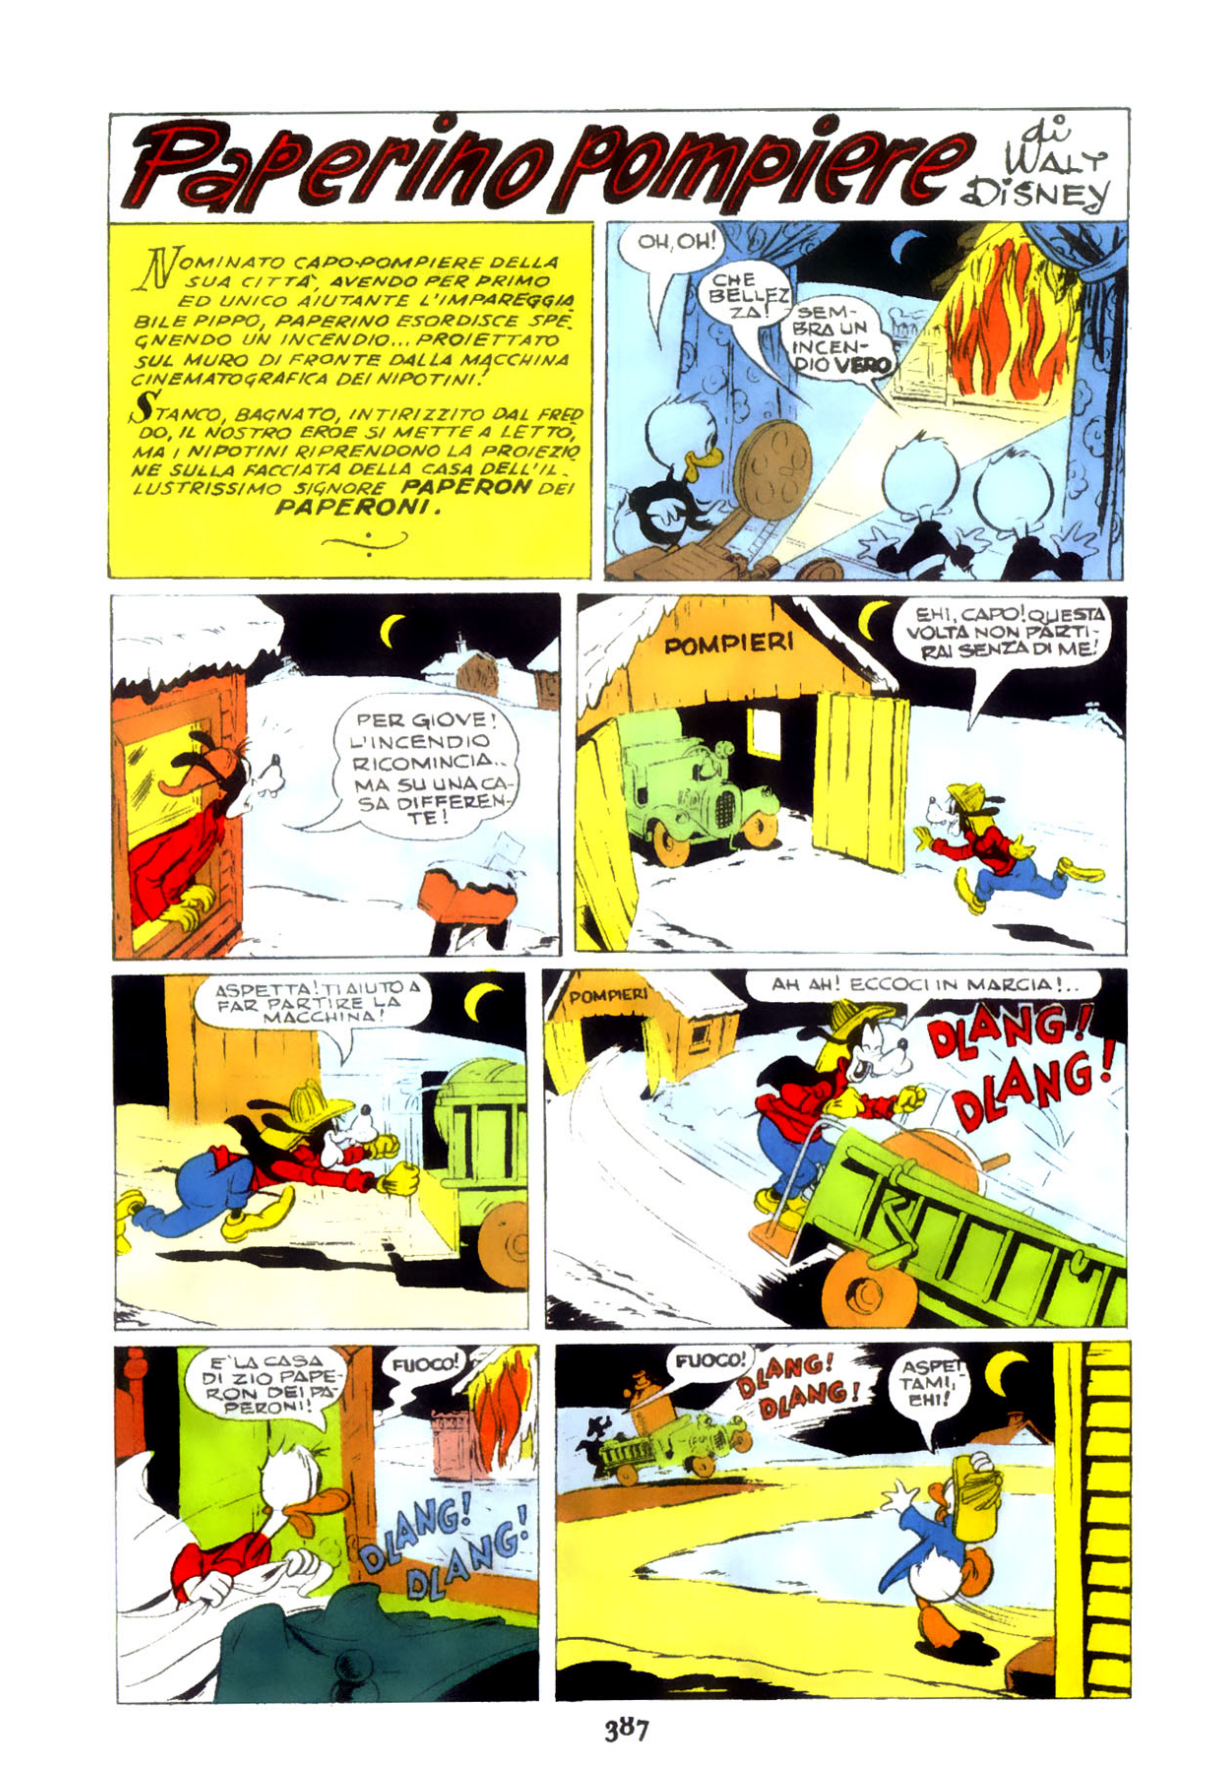 Paperino pompiere
di
WALT
DISNEY
NOMINATO CAPO-POMPIERE DELLA
SUA CITTÀ, AVENDO PER PRIMO
ED UNICO AIUTANTE L'IMPAREGGIA
BILE PIPPO, PAPERINO ESORDISCE SPE.
GNENDO UN INCENDIO... PROIETTATO
SUL MURO DI FRONTE DALLA MACCHINA
CINEMATOGRAFICA DEI NIPOTINI!
STANCO, BAGNATO, INTIRIZZITO DAL FRED
DO, IL NOSTRO EROE SI METTE A LETTO,
MA I NIPOTINI RIPRENDONO LA PROIEZIO
NE SULLA FACCIATA DELLA CASA DELL'IL-
LUSTRISSIMO SIGNORE PAPERON DEI
PAPERONI.
OH, OH!
CHE
BELLEZ
ZA!
SEM-
BRA UN
INCEN-
DIO VERO
PER GIOVE!
L'INCENDIO
RICOMINCIA..
MA SU UNA CA-
SA DIFFEREN-
TE!
POMPIERI
EHI, CAPO! QUESTA
VOLTA NON PARTI-
RAI SENZA DI ME!
ASPETTA! TI AIUTO A
FAR PARTIRE LA
MACCHINA!
POMPIERI
AH AH! ECCOCI IN MARCIA!..
DLANG!
DLANG!
E' LA CASA
DI ZIO PAPE-
RON DEI PA-
PERONI!
FUOCO!
DLANG!
DLANG!
FUOCO!
DLANG!
DLANG!
ASPET
TAMI,
EHI!
387